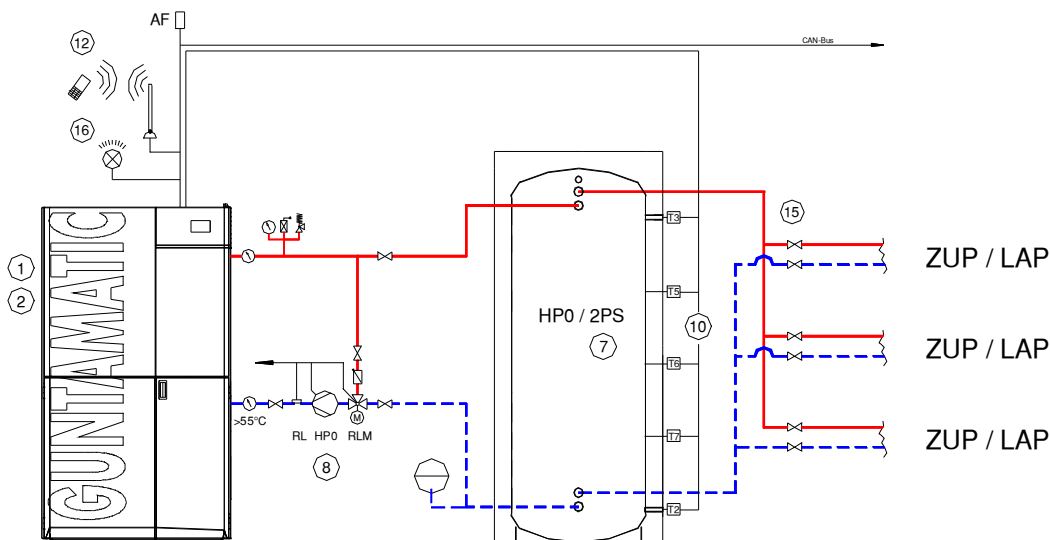 AF
CAN-Bus
12
16
15
T3
1
2
GUNTAMATIC
ZUP / LAP
T5
HP0 / 2PS
7
10
ZUP / LAP
T6
>55°C
M
RL HP0 RLM
8
T7
ZUP / LAP
T2